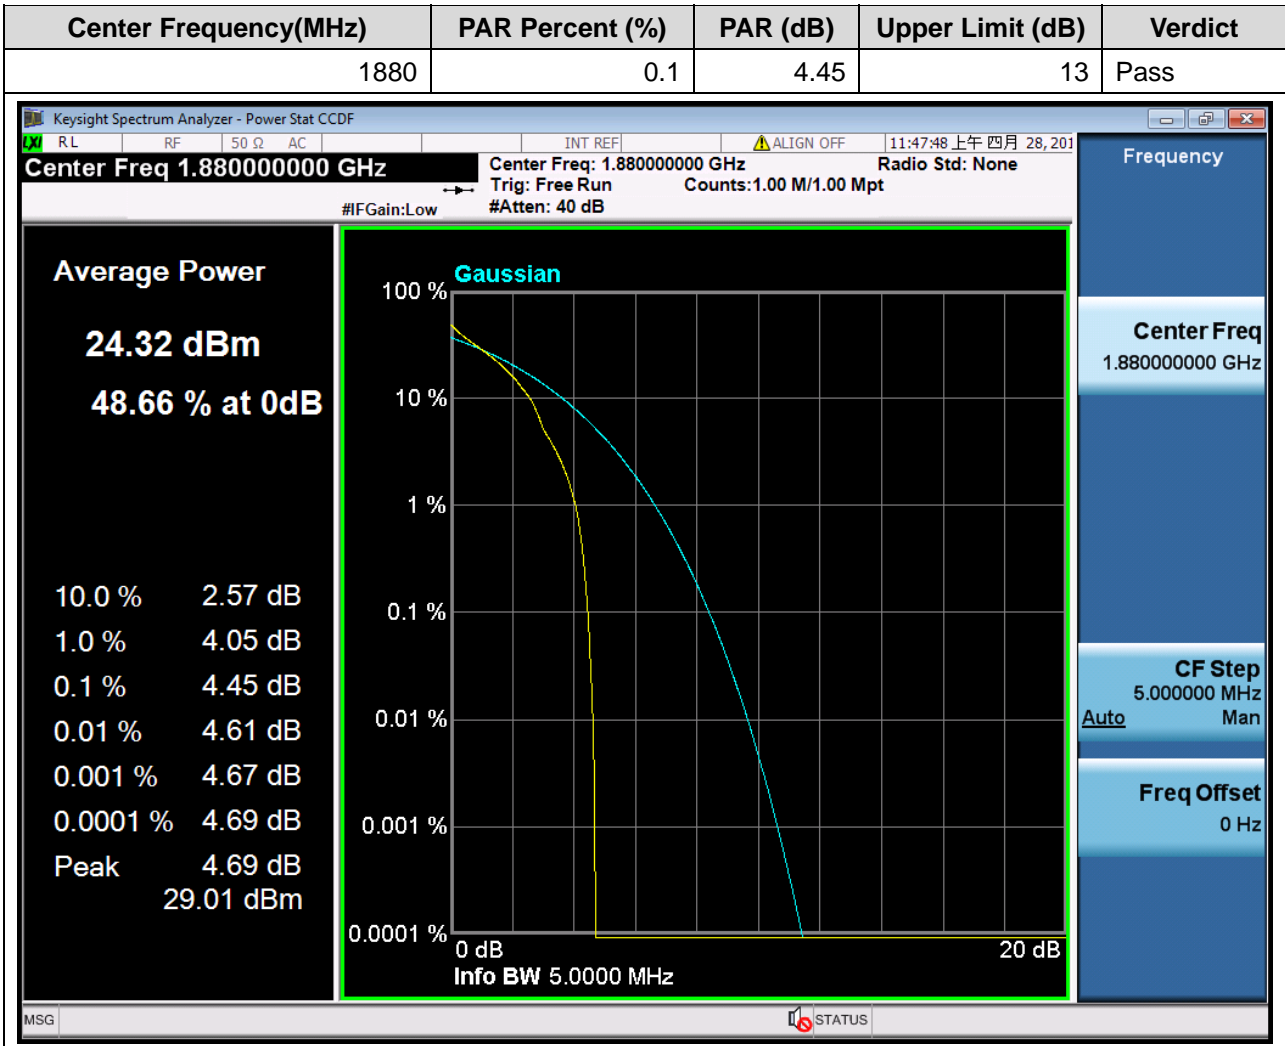 Center Frequency(MHz) PAR Percent (%) PAR (dB) Upper Limit (dB) Verdict
1880 0.1 4.45 13 Pass
Keysight Spectrum Analyzer - Power Stat CCDF
LXI RL RF 50 Ω AC INT REF ALIGN OFF 11:47:48 上午 四月 28, 201
Center Freq 1.880000000 GHz
Center Freq: 1.880000000 GHz Radio Std: None
Trig: Free Run Counts:1.00 M/1.00 Mpt
#IFGain:Low #Atten: 40 dB
Average Power
24.32 dBm
48.66 % at 0dB
10.0 % 2.57 dB
1.0 % 4.05 dB
0.1 % 4.45 dB
0.01 % 4.61 dB
0.001 % 4.67 dB
0.0001 % 4.69 dB
Peak 4.69 dB
29.01 dBm
Gaussian
100 %
10 %
1 %
0.1 %
0.01 %
0.001 %
0.0001 %
0 dB 20 dB
Info BW 5.0000 MHz
Frequency
Center Freq
1.880000000 GHz
CF Step
5.000000 MHz
Auto Man
Freq Offset
0 Hz
MSG STATUS